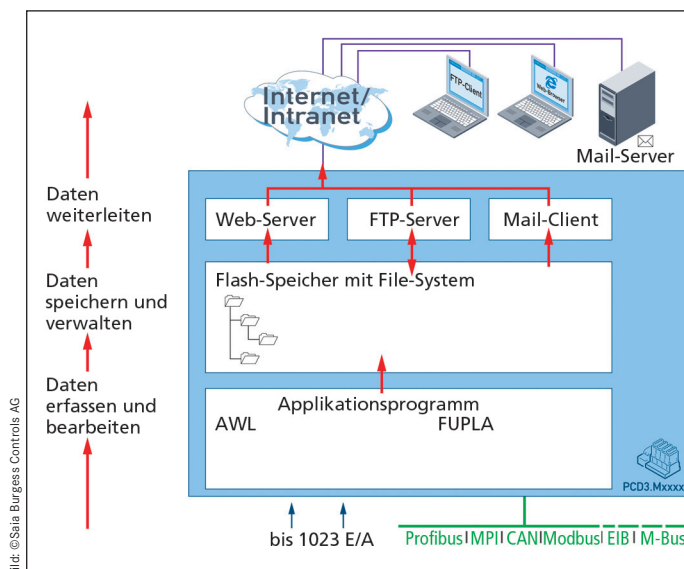 Internet/
Intranet
FTP-Client
Web-Browser
Mail-Server
Daten
weiterleiten
Web-Server
FTP-Server
Mail-Client
Daten
speichern und
verwalten
Flash-Speicher mit File-System
Daten
erfassen und
bearbeiten
Applikationsprogramm
AWL
FUPLA
PCD3.Mxxxx
bis 1023 E/A
Profibus MPI CAN Modbus EIB M-Bus
ild: ©Saia Burgess Controls AG